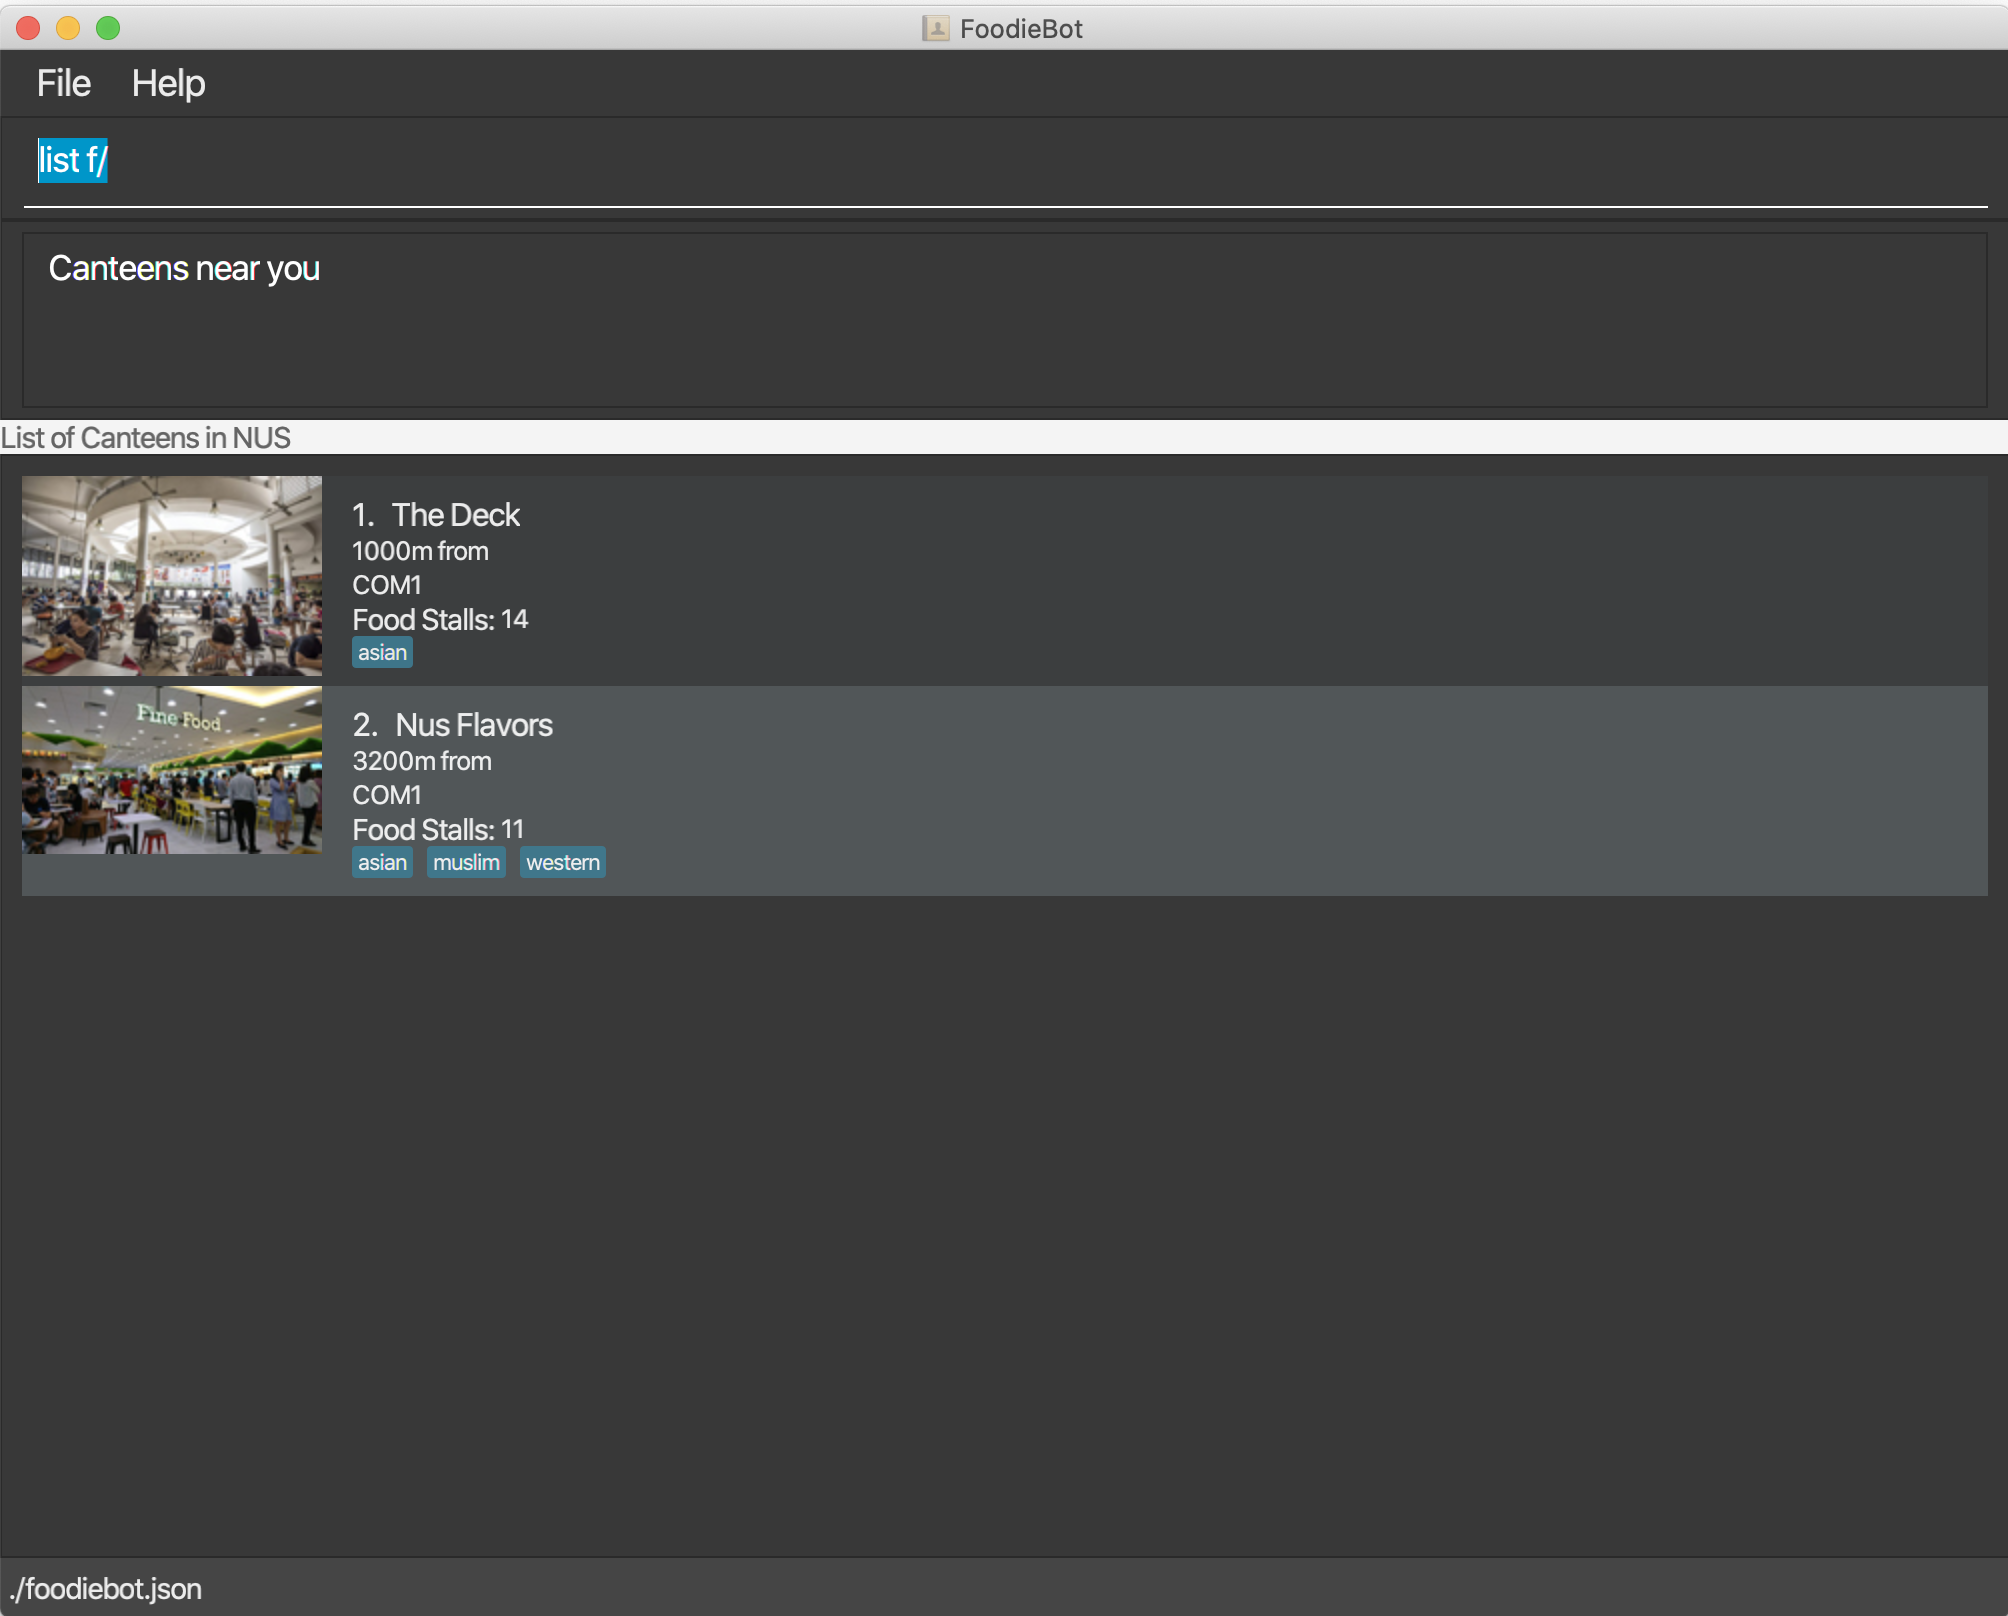 FoodieBot
File Help
list f/
Canteens near you
List of Canteens in NUS
1. The Deck
1000m from
COM1
Food Stalls: 14
asian
Fine Food
2. Nus Flavors
3200m from
COM1
Food Stalls: 11
asian muslim western
./foodiebot.json